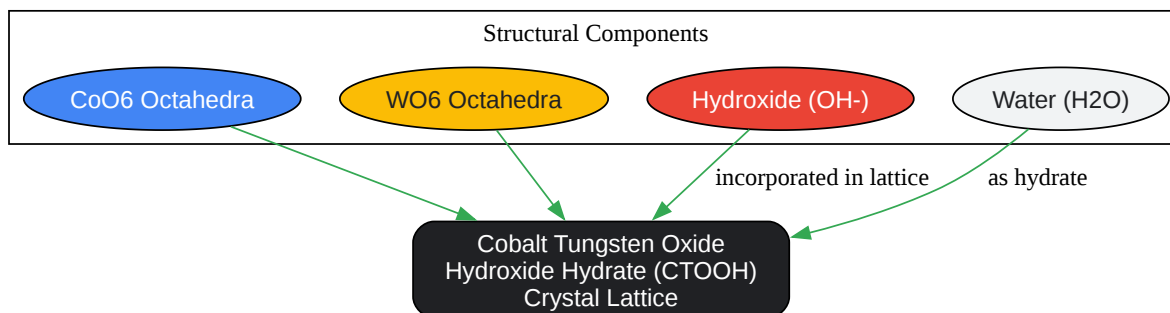 Structural Components
CoO6 Octahedra
WO6 Octahedra
Hydroxide (OH-)
Water (H2O)
incorporated in lattice
as hydrate
Cobalt Tungsten Oxide
Hydroxide Hydrate (CTOOH)
Crystal Lattice